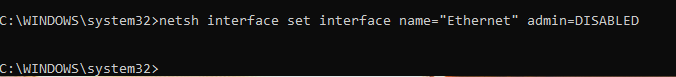 C:\WINDOWS\system32>netsh interface set interface name="Ethernet" admin=DISABLED
C:\WINDOWS\system32>